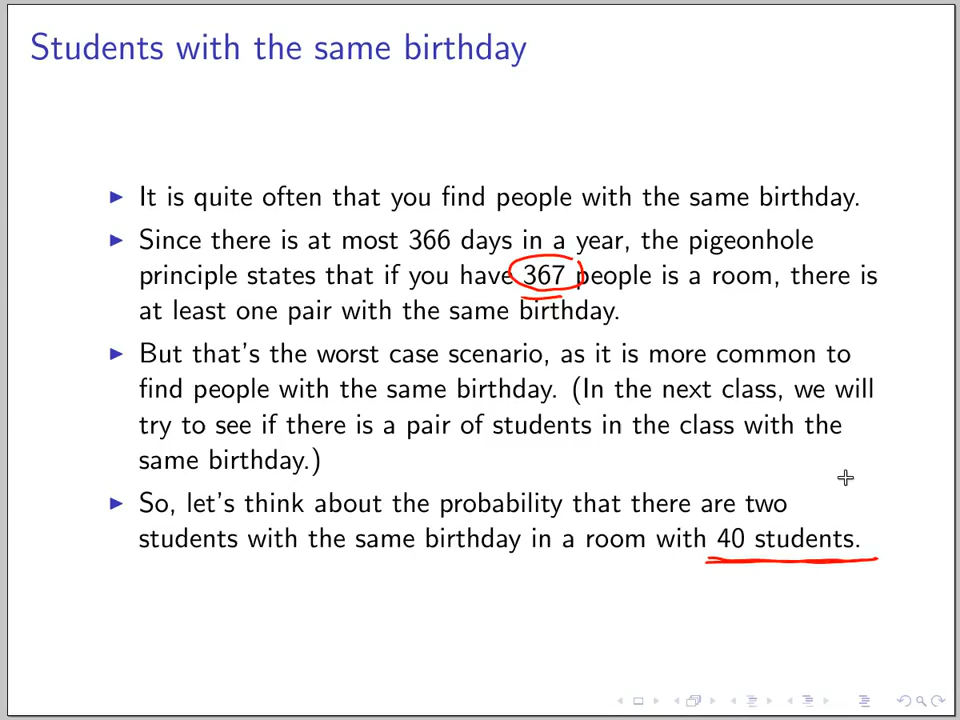 Students with the same birthday
It is quite often that you find people with the same birthday.
Since there is at most 366 days in a year, the pigeonhole
principle states that if you have 367 people is a room, there is
at least one pair with the same birthday.
But that's the worst case scenario, as it is more common to
find people with the same birthday. (In the next class, we will
try to see if there is a pair of students in the class with the
same birthday.)
So, let's think about the probability that there are two
students with the same birthday in a room with 40 students.